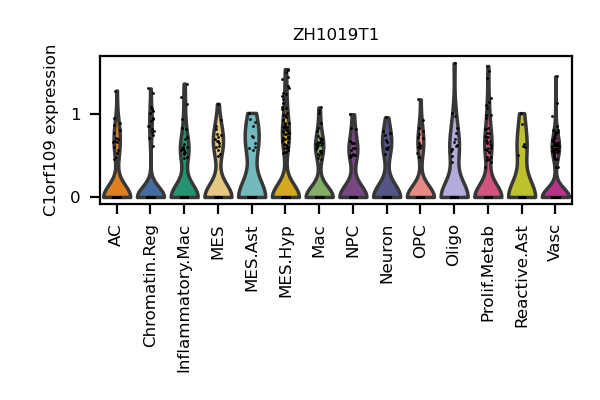 ZH1019T1
C1orf109 expression
1
0
AC
Chromatin.Reg
Inflammatory.Mac
MES
MES.Ast
MES.Hyp
Mac
NPC
Neuron
OPC
Oligo
Prolif.Metab
Reactive.Ast
Vasc